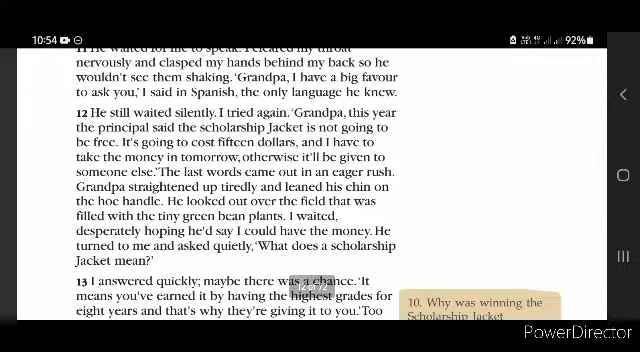 10:54
92%
11 He waited for me to speak. I cleared my throat
nervously and clasped my hands behind my back so he
wouldn't see them shaking. 'Grandpa, I have a big favour
to ask you,' I said in Spanish, the only language he knew.
12 He still waited silently. I tried again. 'Grandpa, this year
the principal said the scholarship Jacket is not going to
be free. It's going to cost fifteen dollars, and I have to
take the money in tomorrow, otherwise it'll be given to
someone else.' The last words came out in an eager rush.
Grandpa straightened up tiredly and leaned his chin on
the hoe handle. He looked out over the field that was
filled with the tiny green bean plants. I waited,
desperately hoping he'd say I could have the money. He
turned to me and asked quietly, 'What does a scholarship
Jacket mean?'
13 I answered quickly; maybe there was a chance. 'It
means you've earned it by having the highest grades for
eight years and that's why they're giving it to you.' Too
10. Why was winning the
Scholarship Jacket
PowerDirector